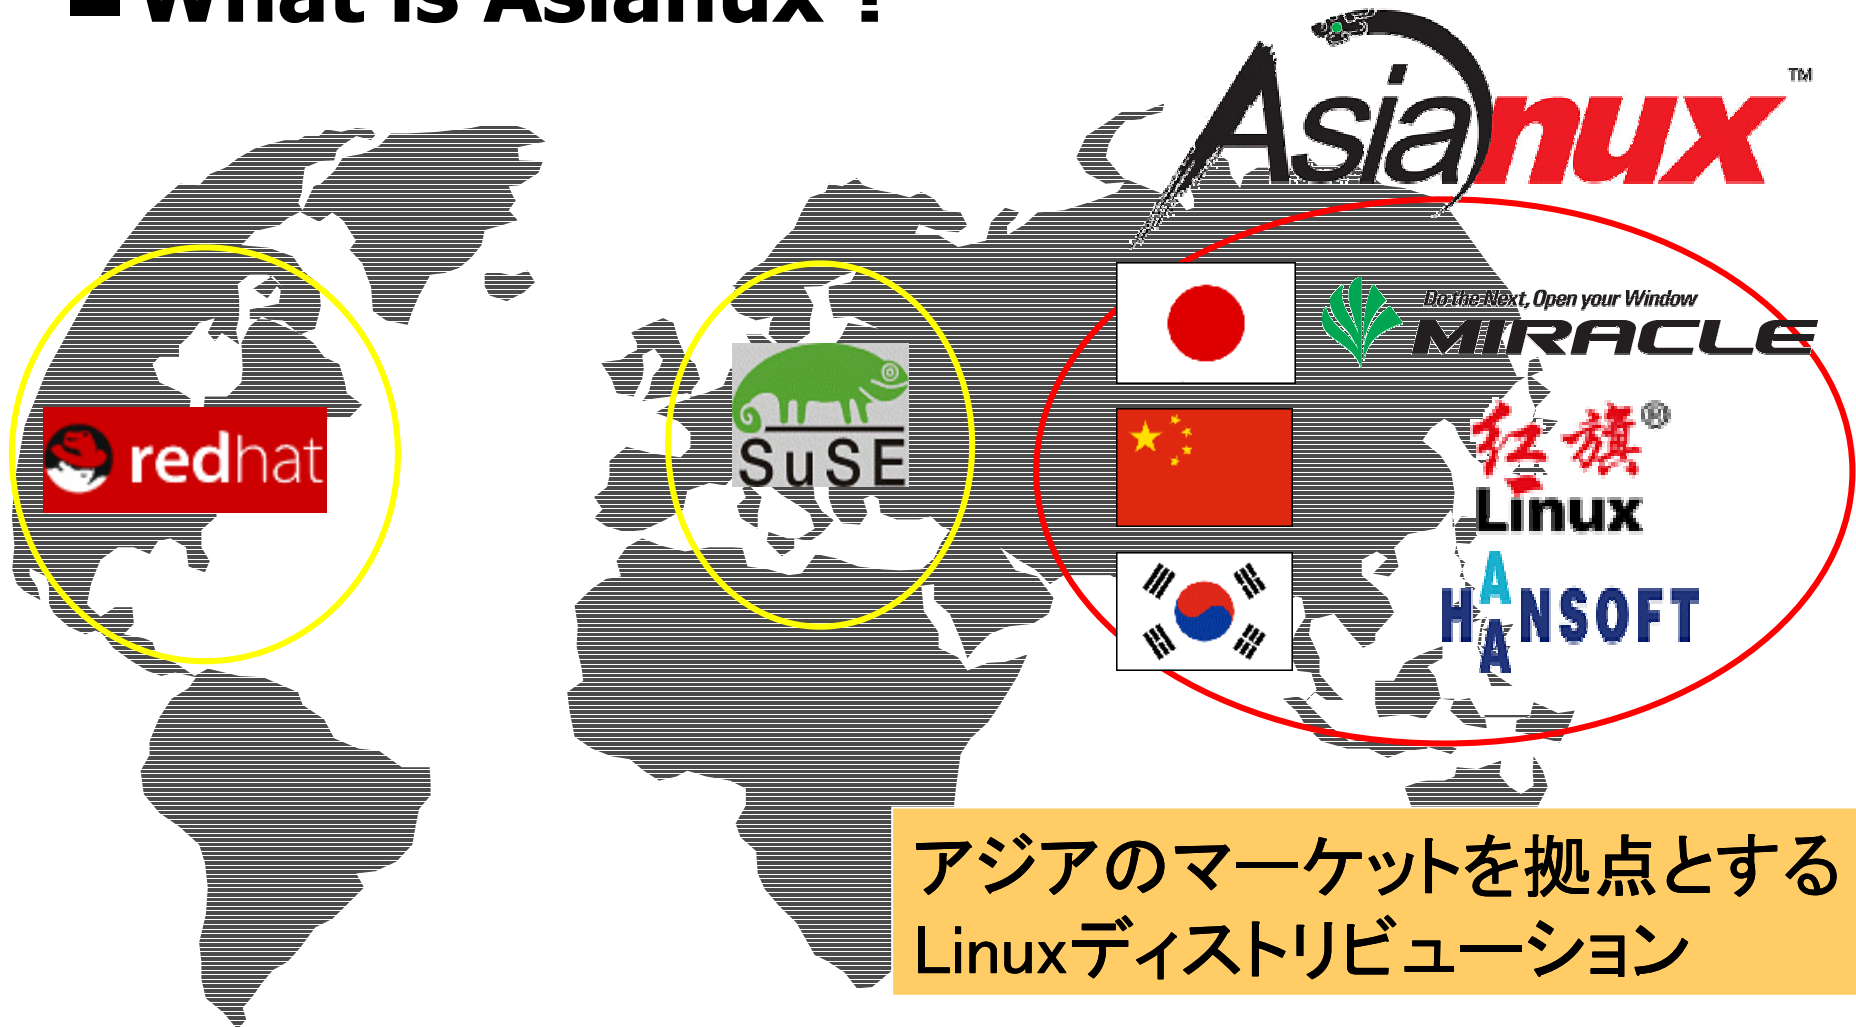 ■ What is Asianux ?
Asianux ™
Do the Next, Open your Window
MIRACLE
redhat
SuSE
红旗®
Linux
HAANSOFT
アジアのマーケットを拠点とする
Linuxディストリビューション